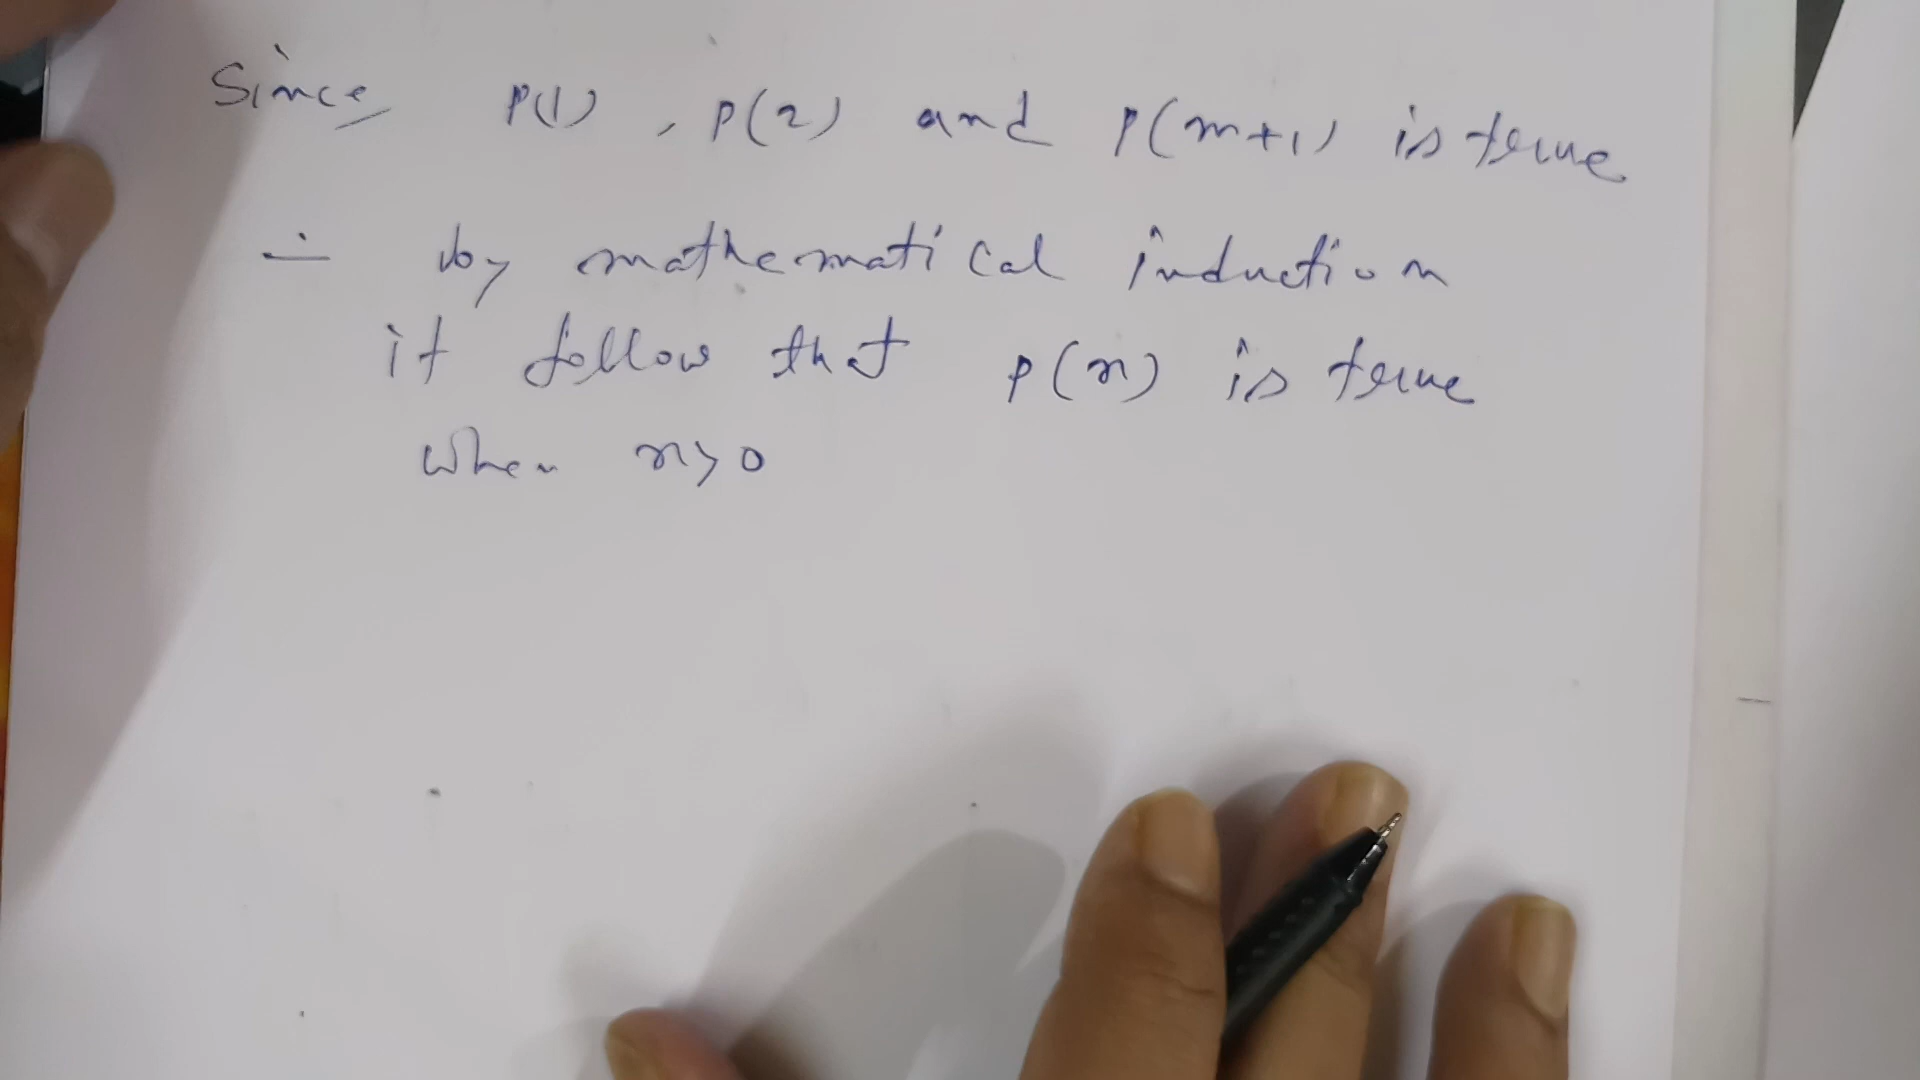 Since P(1), P(2) and P(m+1) is true
∴ by mathematical induction
it follow that P(n) is true
when n>0